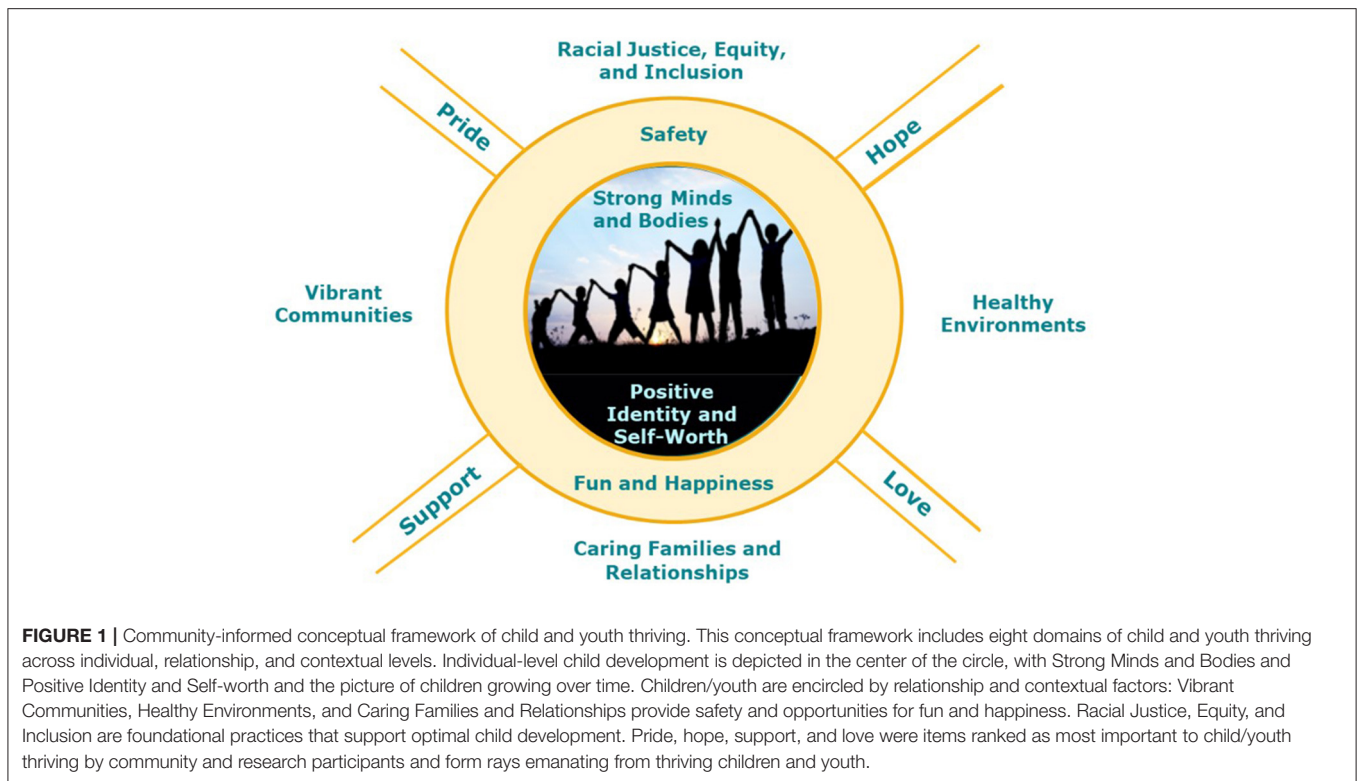 Racial Justice, Equity,
and Inclusion
Pride
Hope
Safety
Strong Minds
and Bodies
Vibrant
Communities
Healthy
Environments
Positive
Identity and
Self-Worth
Support
Fun and Happiness
Love
Caring Families and
Relationships
FIGURE 1 | Community-informed conceptual framework of child and youth thriving. This conceptual framework includes eight domains of child and youth thriving
across individual, relationship, and contextual levels. Individual-level child development is depicted in the center of the circle, with Strong Minds and Bodies and
Positive Identity and Self-worth and the picture of children growing over time. Children/youth are encircled by relationship and contextual factors: Vibrant
Communities, Healthy Environments, and Caring Families and Relationships provide safety and opportunities for fun and happiness. Racial Justice, Equity, and
Inclusion are foundational practices that support optimal child development. Pride, hope, support, and love were items ranked as most important to child/youth
thriving by community and research participants and form rays emanating from thriving children and youth.